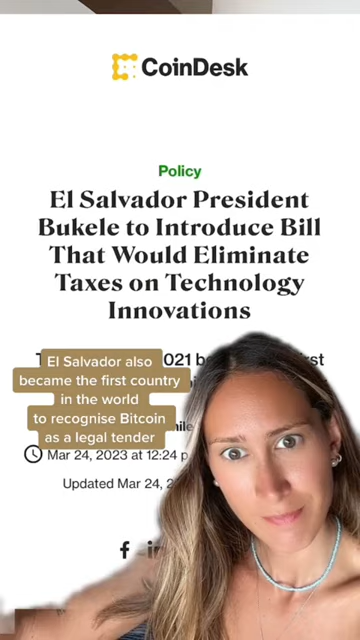 CoinDesk
Policy
El Salvador President
Bukele to Introduce Bill
That Would Eliminate
Taxes on Technology
Innovations
El Salvador also
became the first country
in the world
to recognise Bitcoin
as a legal tender
Mar 24, 2023 at 12:24 p
Updated Mar 24, 2